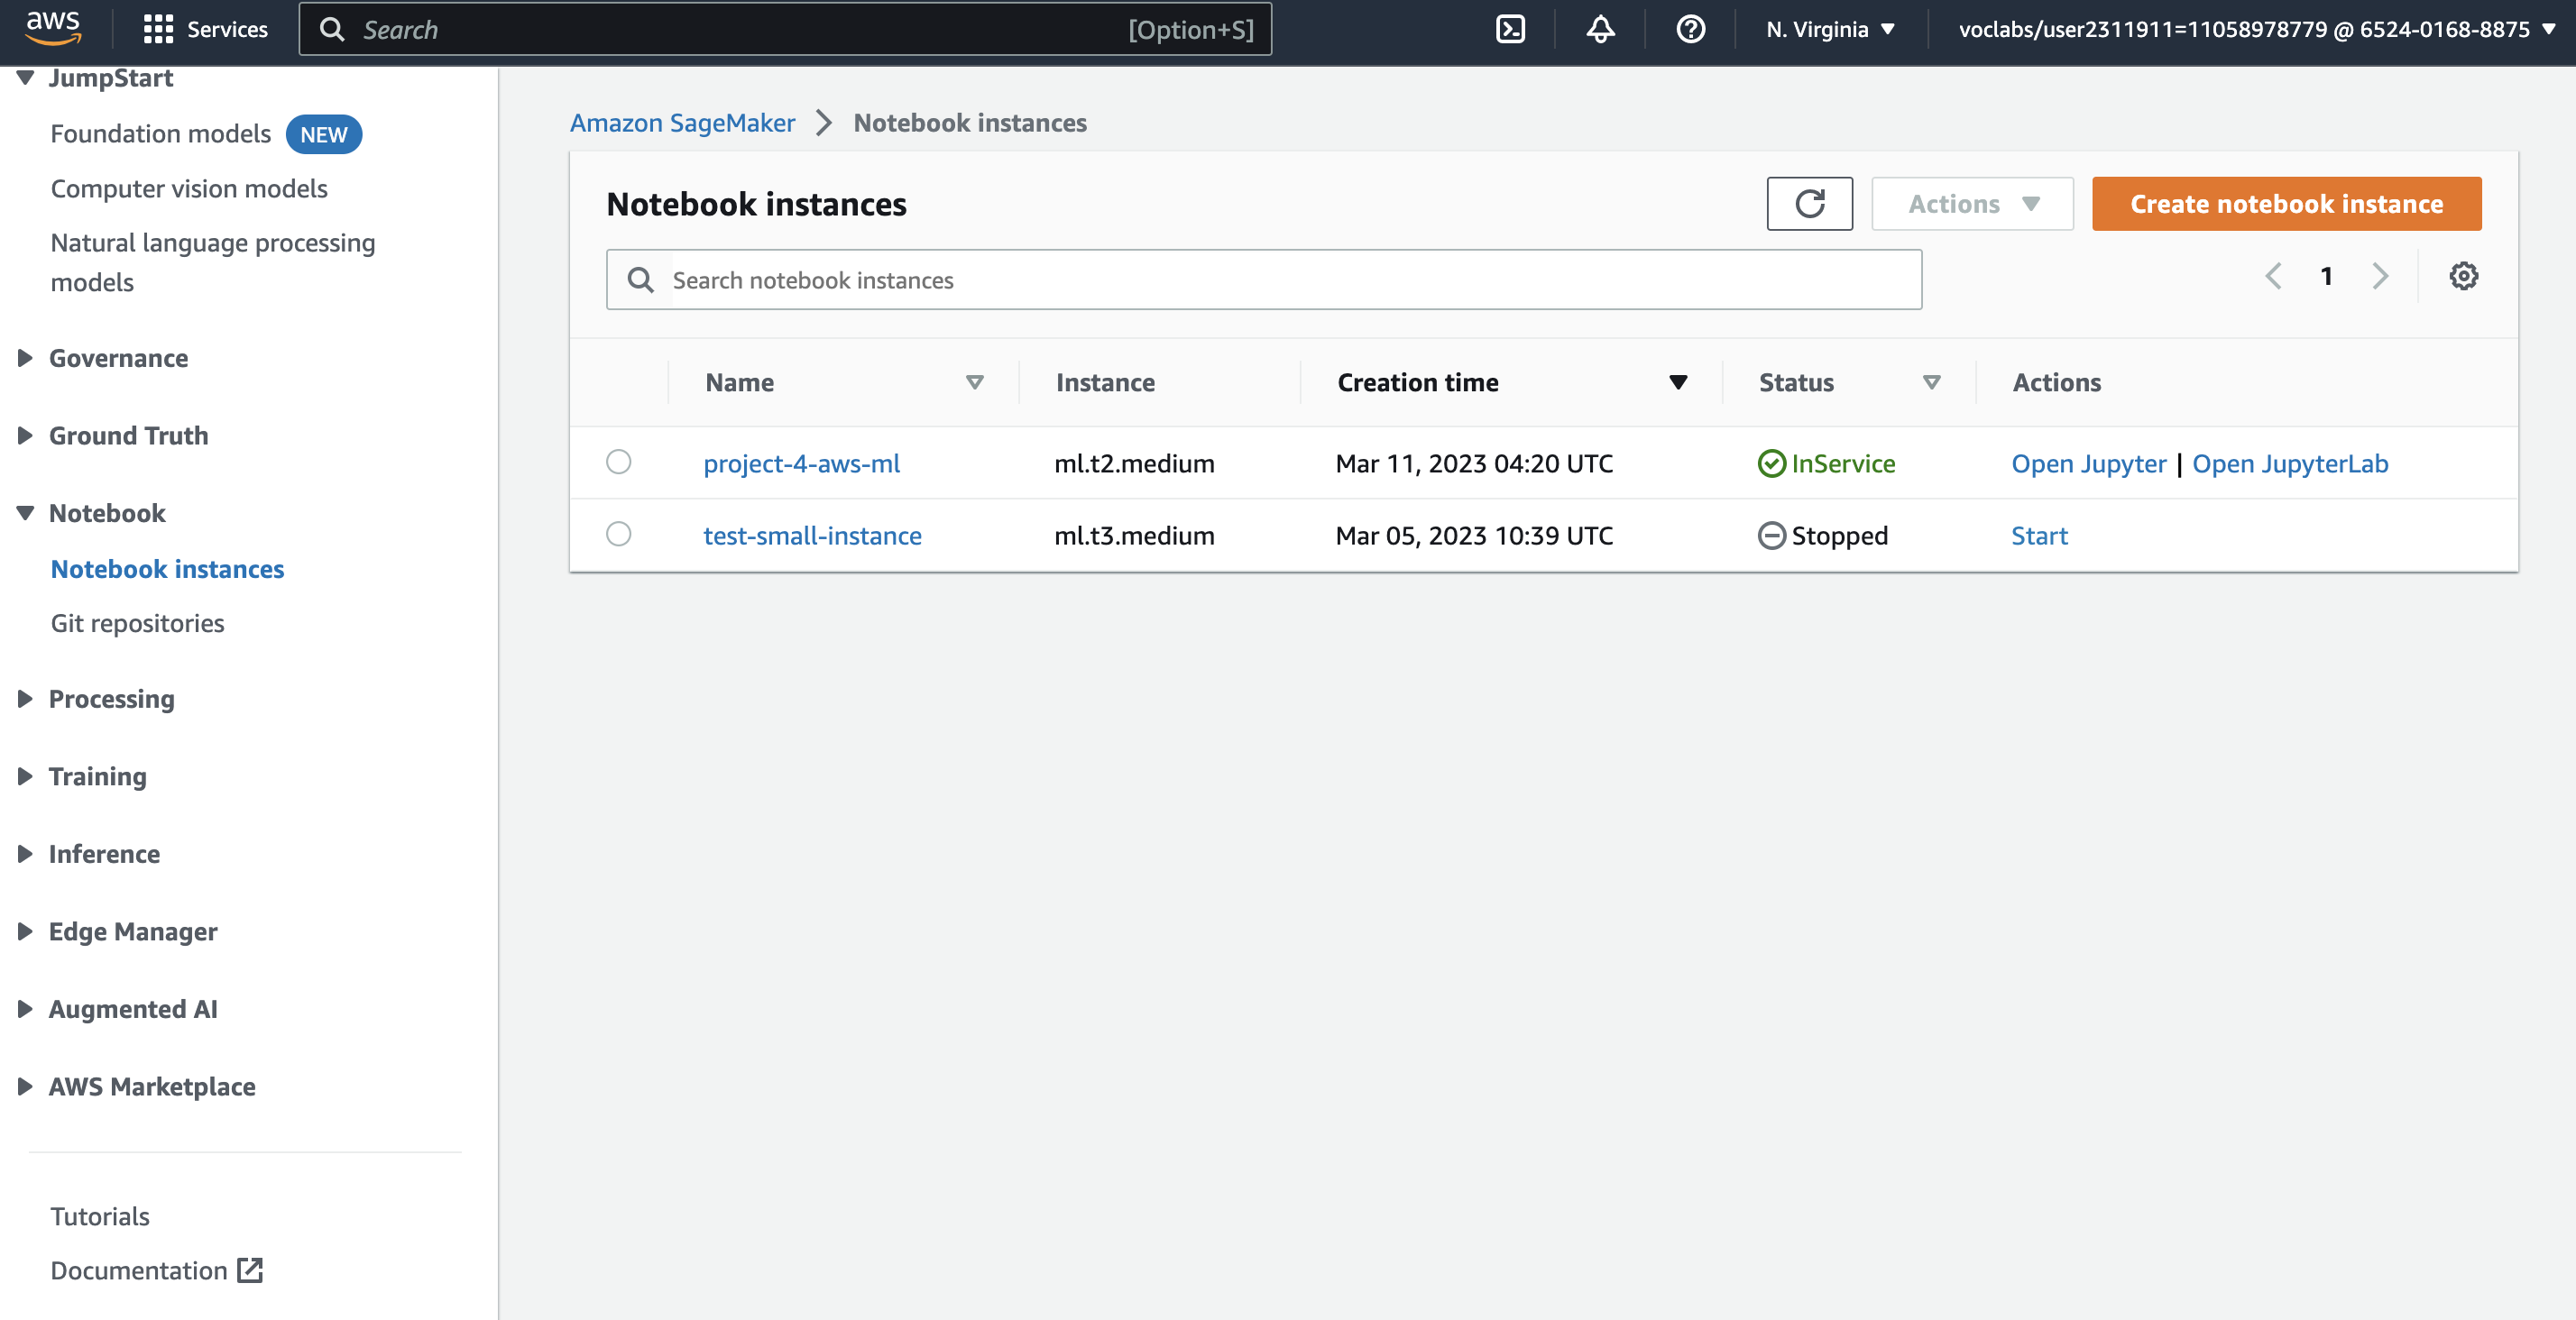 aws
Services
Search
[Option+S]
N. Virginia
voclabs/user2311911=11058978779 @ 6524-0168-8875
JumpStart
Foundation models NEW
Computer vision models
Natural language processing
models
Governance
Ground Truth
Notebook
Notebook instances
Git repositories
Processing
Training
Inference
Edge Manager
Augmented AI
AWS Marketplace
Tutorials
Documentation
Amazon SageMaker > Notebook instances
Notebook instances
Actions
Create notebook instance
Search notebook instances
1
Name Instance Creation time Status Actions
project-4-aws-ml ml.t2.medium Mar 11, 2023 04:20 UTC InService Open Jupyter | Open JupyterLab
test-small-instance ml.t3.medium Mar 05, 2023 10:39 UTC Stopped Start